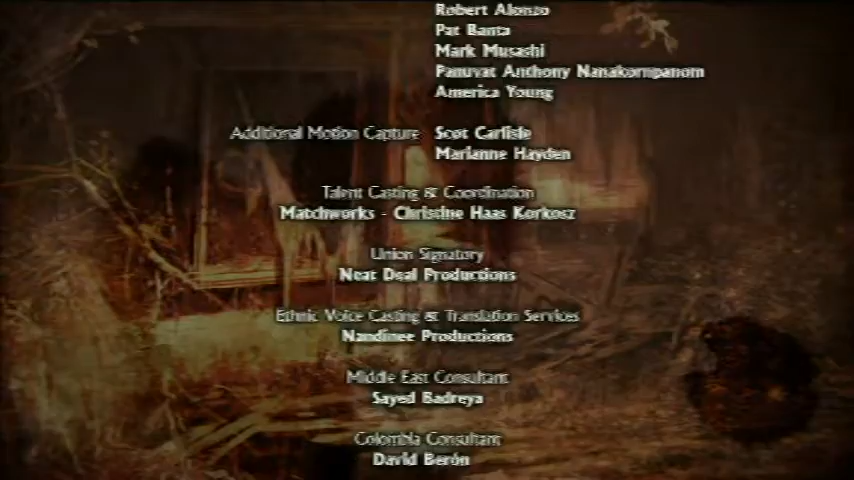 Robert Alonzo
Pat Banta
Mark Musashi
Panuvat Anthony Nanakornpanom
America Young
Additional Motion Capture Scot Carlisle
Marianne Hayden
Talent Casting & Coordination
Matchworks - Christine Haas Korkosz
Union Signatory
Neat Deal Productions
Ethnic Voice Casting & Translation Services
Nandinee Productions
Middle East Consultant
Sayed Badreya
Colombia Consultant
David Berón